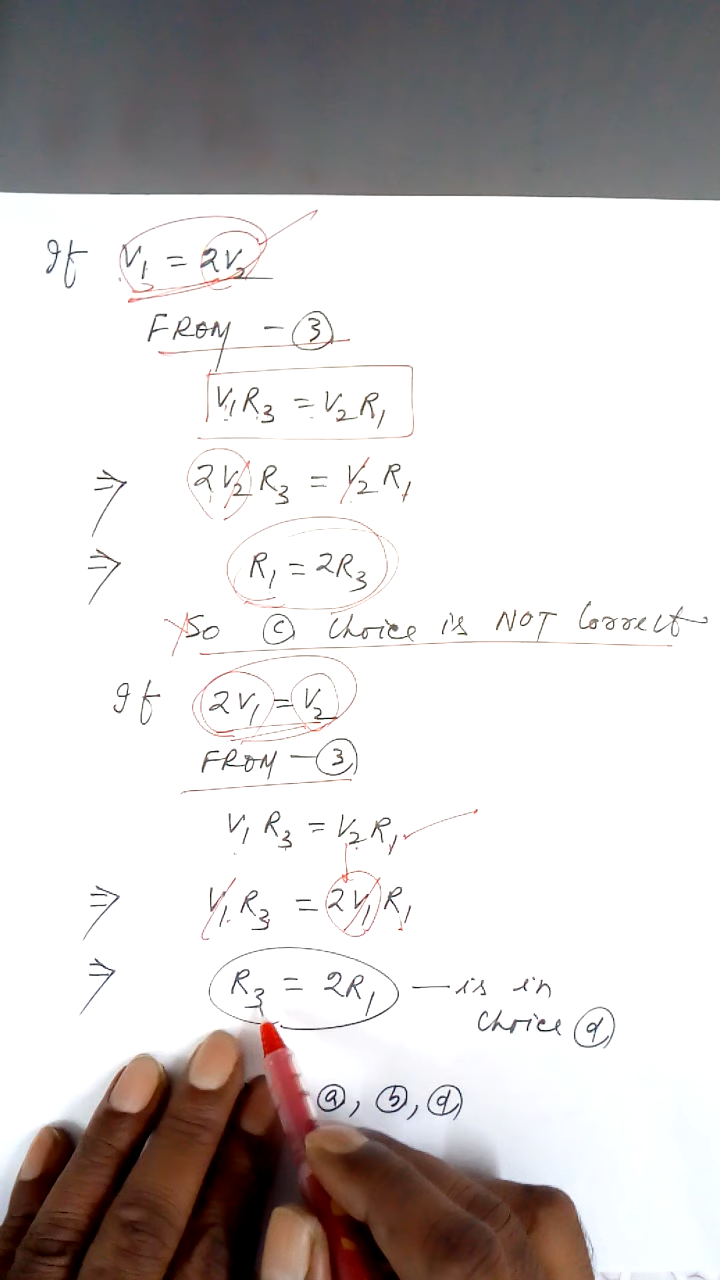 If V₁ = 2V₂
FROM - ③
V₁R₃ = V₂R₁
⇒ 2V₂R₃ = V₂R₁
⇒ R₁ = 2R₃
So ⓒ Choice is NOT Correct
If 2V₁ = V₂
FROM - ③
V₁R₃ = V₂R₁
⇒ V₁R₃ = 2V₁R₁
⇒ R₃ = 2R₁ — is in
Choice ⓓ
ⓐ, ⓑ, ⓓ